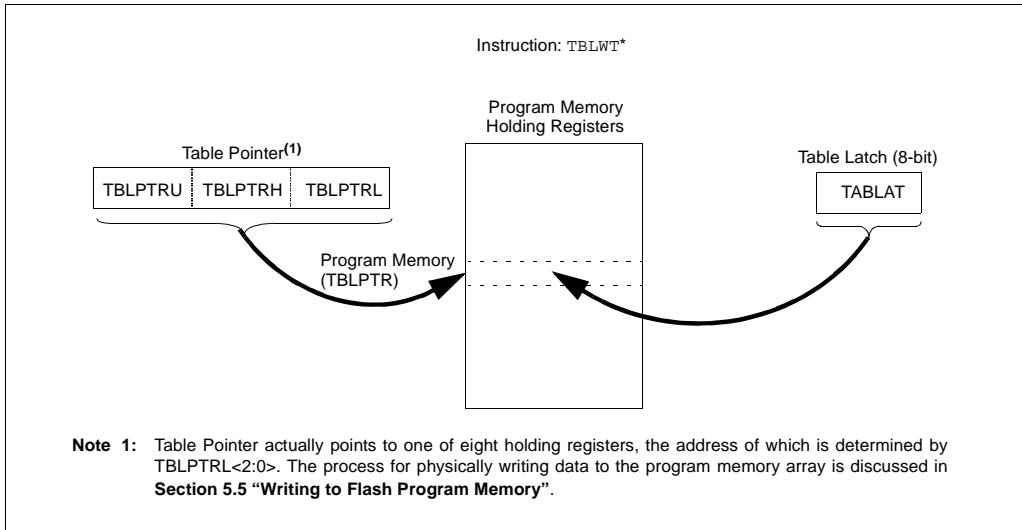 Instruction: TBLWT*
Program Memory
Holding Registers
Table Pointer(1)
Table Latch (8-bit)
TBLPTRU TBLPTRH TBLPTRL
TABLAT
Program Memory
(TBLPTR)
Note 1: Table Pointer actually points to one of eight holding registers, the address of which is determined by
TBLPTRL<2:0>. The process for physically writing data to the program memory array is discussed in
Section 5.5 “Writing to Flash Program Memory”.